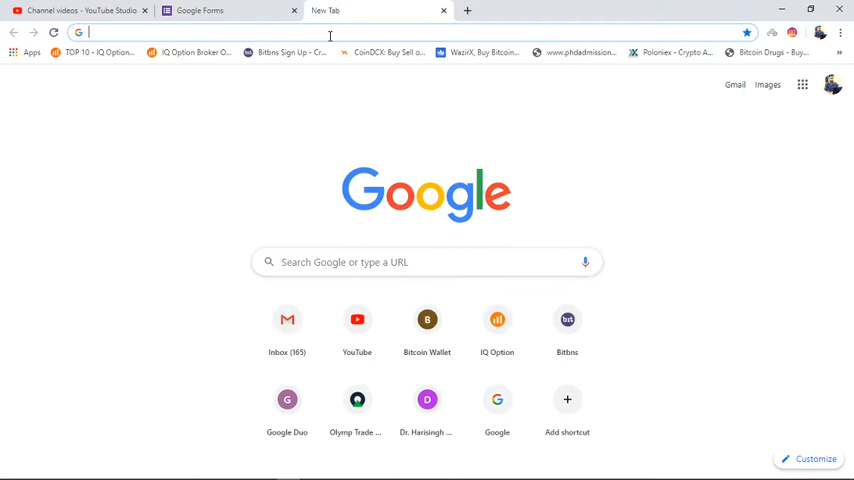 Channel videos - YouTube Studio
Google Forms
New Tab
Apps
TOP 10 - IQ Option...
IQ Option Broker O...
Bitbns Sign Up - Cr...
CoinDCX: Buy Sell o...
WazirX, Buy Bitcoin...
www.phdadmission...
Poloniex - Crypto A...
Bitcoin Drugs - Buy...
»
Gmail
Images
Google
Search Google or type a URL
B
bit
Inbox (165)
YouTube
Bitcoin Wallet
IQ Option
Bitbns
G
D
Google Duo
Olymp Trade ...
Dr. Harisingh ...
Google
Add shortcut
Customize